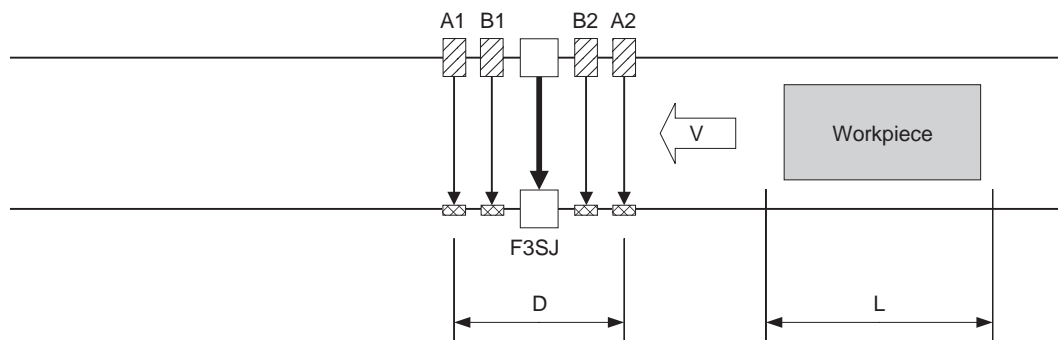 A1 B1 B2 A2
V
Workpiece
F3SJ
D
L